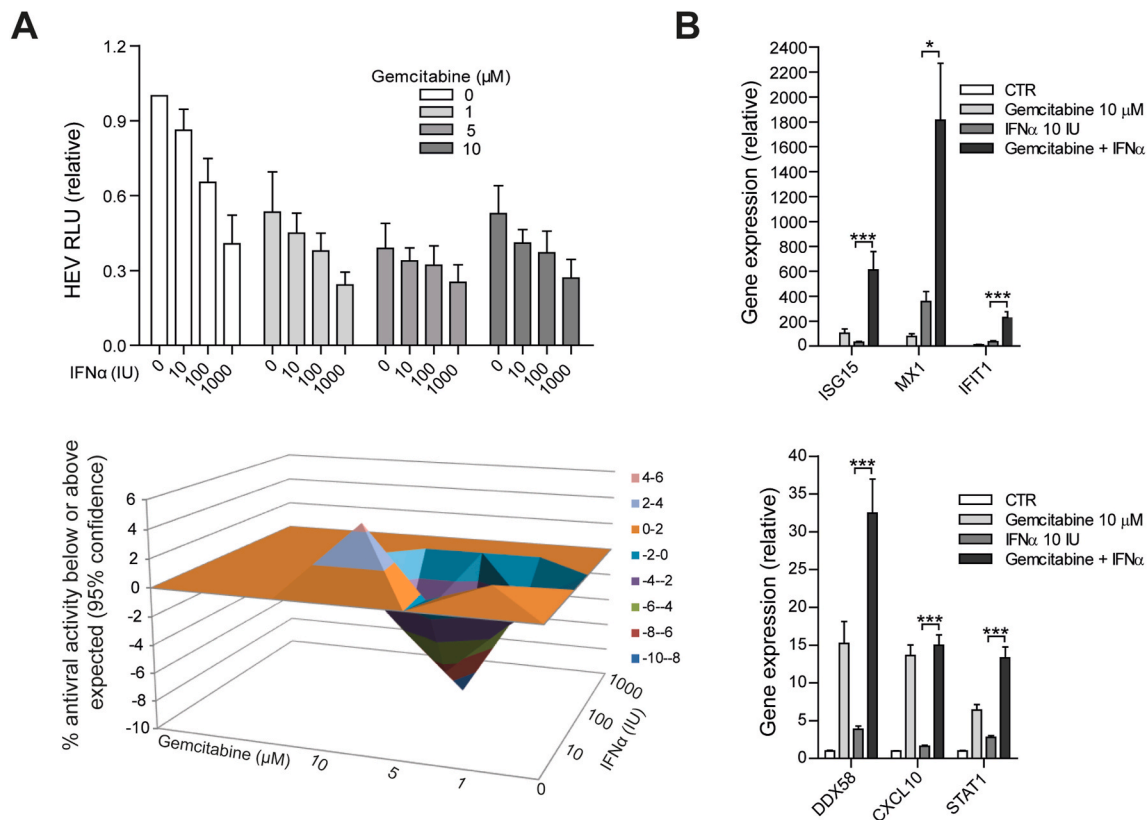 A
1.2
0.9
0.6
0.3
0.0
HEV RLU (relative)
Gemcitabine (µM)
0
1
5
10
IFNα (IU)
0 10 100 1000 0 10 100 1000 0 10 100 1000 0 10 100 1000
% antivral activity below or above
expected (95% confidence)
6
4
2
0
-2
-4
-6
-8
-10
Gemcitabine (µM)
10
5
1
0
IFNα (IU)
10
100
1000
4-6
2-4
0-2
-2-0
-4--2
-6--4
-8--6
-10--8
B
Gene expression (relative)
2400
2200
2000
1800
1600
1400
1200
1000
800
600
400
200
0
*
***
***
CTR
Gemcitabine 10 µM
IFNα 10 IU
Gemcitabine + IFNα
ISG15 MX1 IFIT1
Gene expression (relative)
40
35
30
25
20
15
10
5
0
***
***
***
CTR
Gemcitabine 10 µM
IFNα 10 IU
Gemcitabine + IFNα
DDX58 CXCL10 STAT1